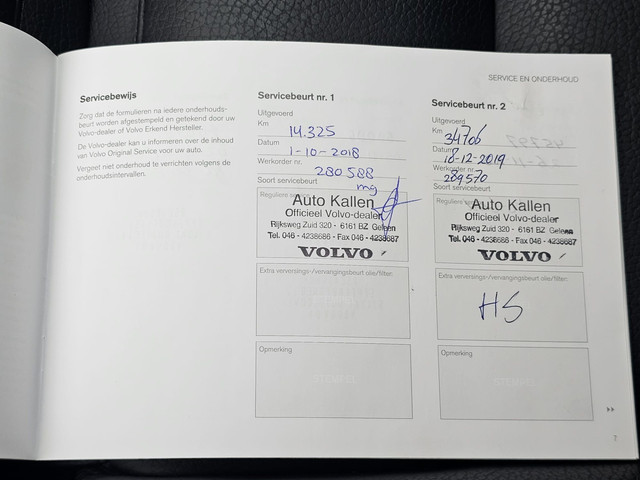 SERVICE EN ONDERHOUD
Servicebewijs
Zorg dat de formulieren na iedere onderhouds-
beurt worden afgestempeld en getekend door uw
Volvo-dealer of Volvo Erkend Hersteller.
De Volvo-dealer kan u informeren over de inhoud
van Volvo Original Service voor uw auto.
Vergeet niet onderhoud te verrichten volgens de
onderhoudsintervallen.
Servicebeurt nr. 1
Uitgevoerd
Km 14.325
Datum 1-10-2018
Werkorder nr. 280588
Soort servicebeurt mg
Reguliere
Auto Kallen
Officieel Volvo-dealer
Rijksweg Zuid 320 - 6161 BZ Geleen
Tel. 046 - 4238686 - Fax 046 - 4238687
VOLVO
Extra verversings-/vervangingsbeurt olie/filter:
STEMPEL
Opmerking
STEMPEL
Servicebeurt nr. 2
Uitgevoerd
Km 34706
Datum 18-12-2019
Werkorder nr. 289570
Soort servicebeurt
Auto Kallen
Officieel Volvo-dealer
Rijksweg Zuid 320 - 6161 BZ Geleen
Tel. 046 - 4238686 - Fax 046 - 4238687
VOLVO
Extra verversings-/vervangingsbeurt olie/filter:
HS
Opmerking
7